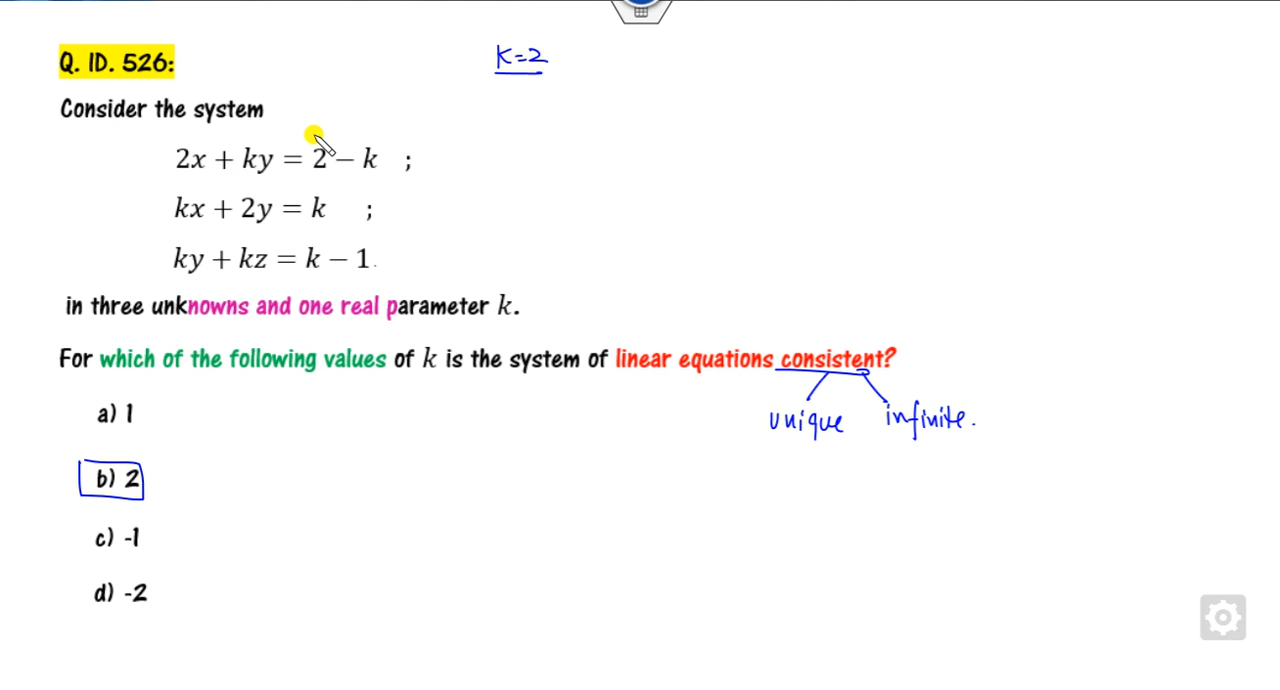 Q. ID. 526:
K=2
Consider the system
2x + ky = 2 − k ;
kx + 2y = k ;
ky + kz = k − 1.
in three unknowns and one real parameter k.
For which of the following values of k is the system of linear equations consistent?
a) 1
unique infinite.
b) 2
c) -1
d) -2